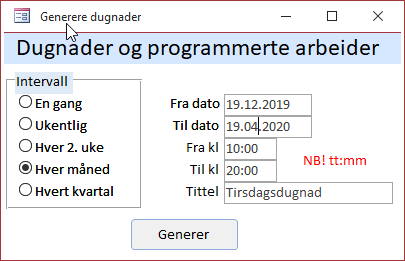 Generere dugnader
Dugnader og programmerte arbeider
Intervall
En gang
Ukentlig
Hver 2. uke
Hver måned
Hvert kvartal
Fra dato 19.12.2019
Til dato 19.04.2020
Fra kl 10:00
Til kl 20:00
NB! tt:mm
Tittel Tirsdagsdugnad
Generer